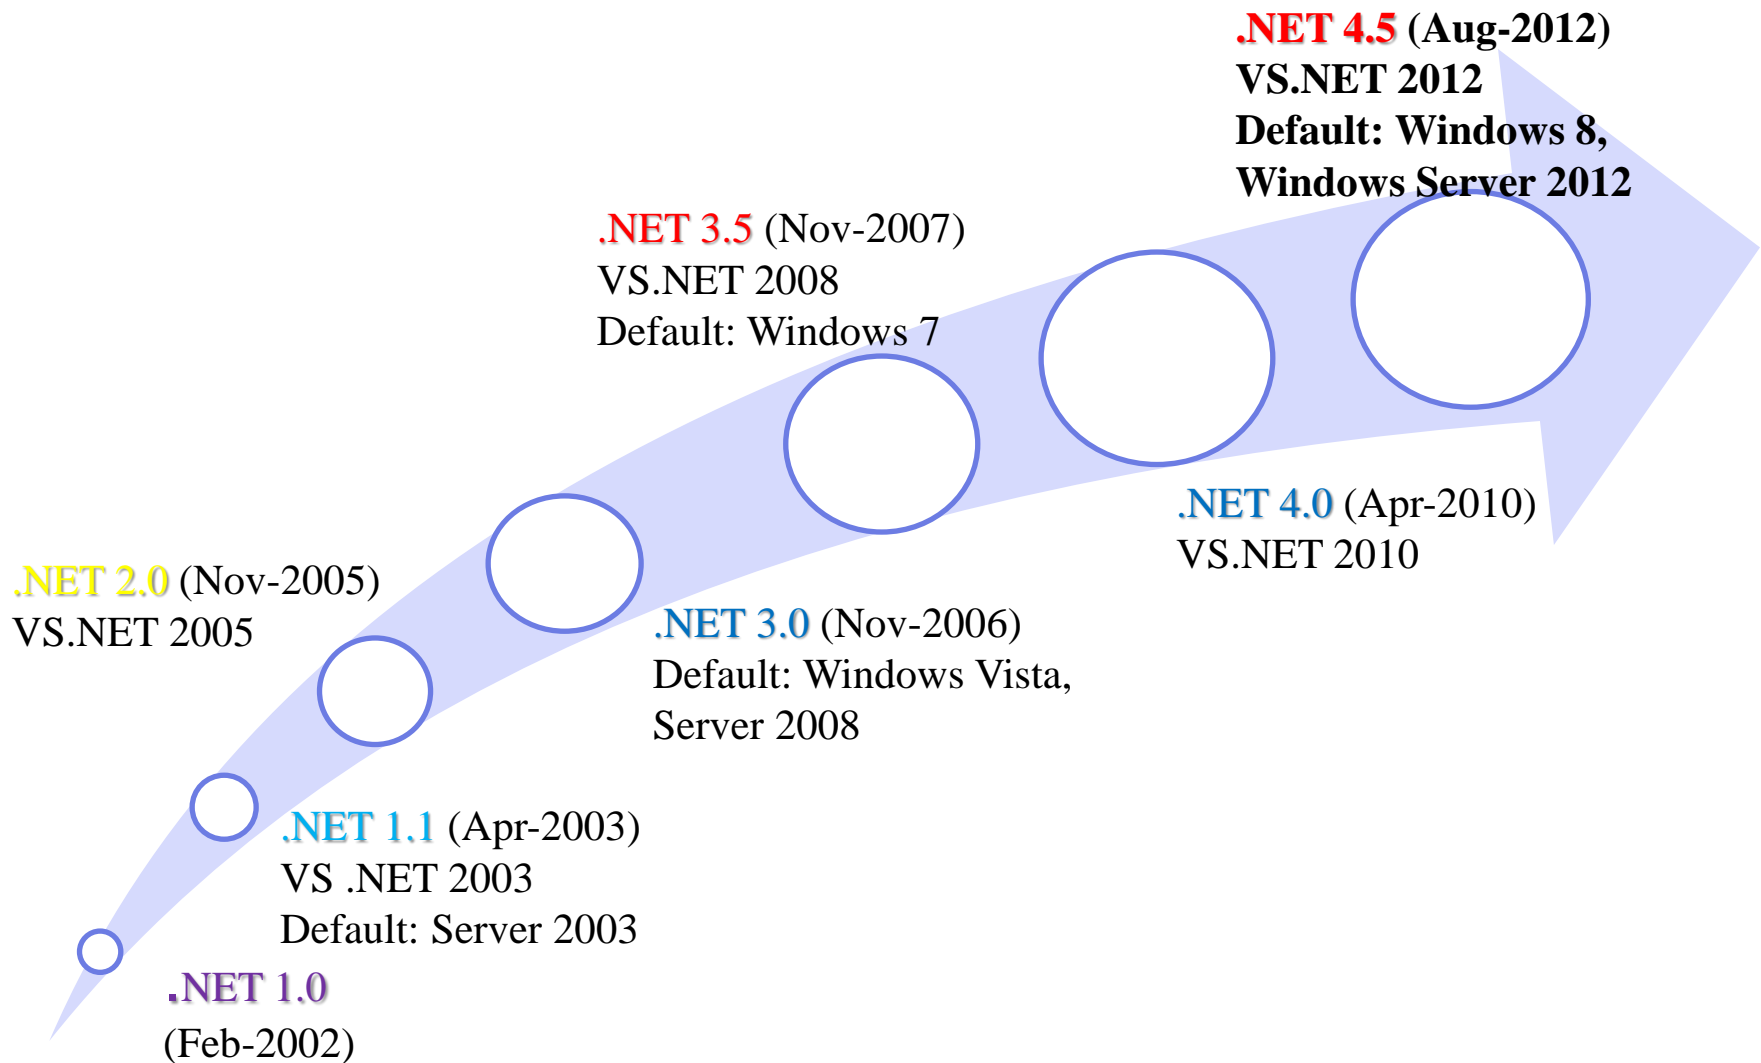 .NET 4.5 (Aug-2012)
VS.NET 2012
Default: Windows 8,
Windows Server 2012
.NET 3.5 (Nov-2007)
VS.NET 2008
Default: Windows 7
.NET 4.0 (Apr-2010)
VS.NET 2010
.NET 2.0 (Nov-2005)
VS.NET 2005
.NET 3.0 (Nov-2006)
Default: Windows Vista,
Server 2008
.NET 1.1 (Apr-2003)
VS .NET 2003
Default: Server 2003
.NET 1.0
(Feb-2002)